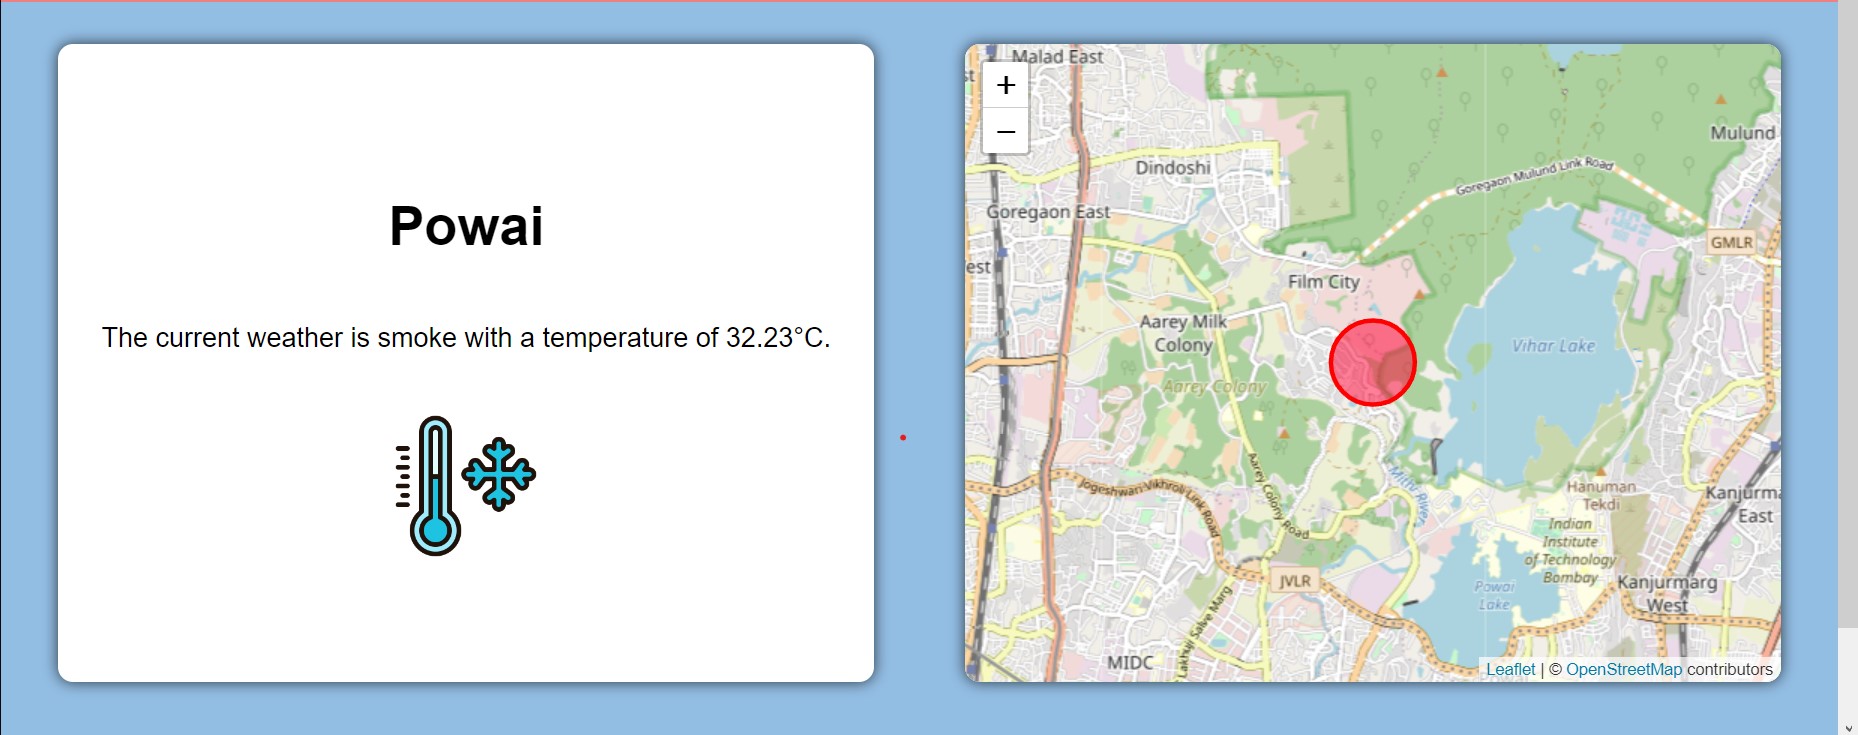 Powai
The current weather is smoke with a temperature of 32.23°C.
+
−
Malad East
st
Mulund
Dindoshi
Goregaon Mulund Link Road
Goregaon East
GMLR
est
Film City
Aarey Milk
Colony
Vihar Lake
Aarey Colony
Jogeshwari Vikhroli Link Road
Aarey Colony Road
Mithi River
Hanuman
Tekdi
Kanjurma
East
Indian
Institute
of Technology
Bombay
JVLR
Powai
Lake
Kanjurmarg
West
Lakhuji Salve Marg
MIDC
Leaflet | © OpenStreetMap contributors